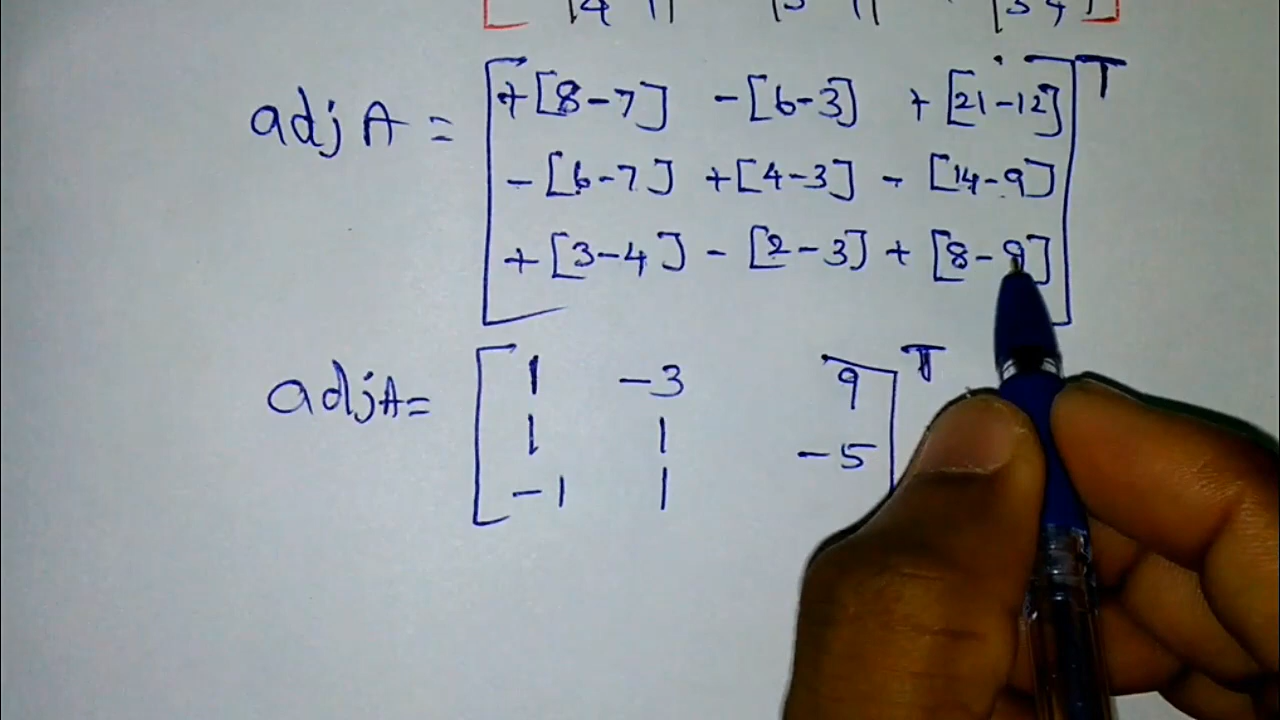 adj A = [ +[8-7] -[6-3] +[21-12] ]T
-[6-7] +[4-3] - [14-9]
+[3-4] - [2-3] + [8-9]
adjA= [ 1 -3 9 ]T
1 1 -5
-1 1